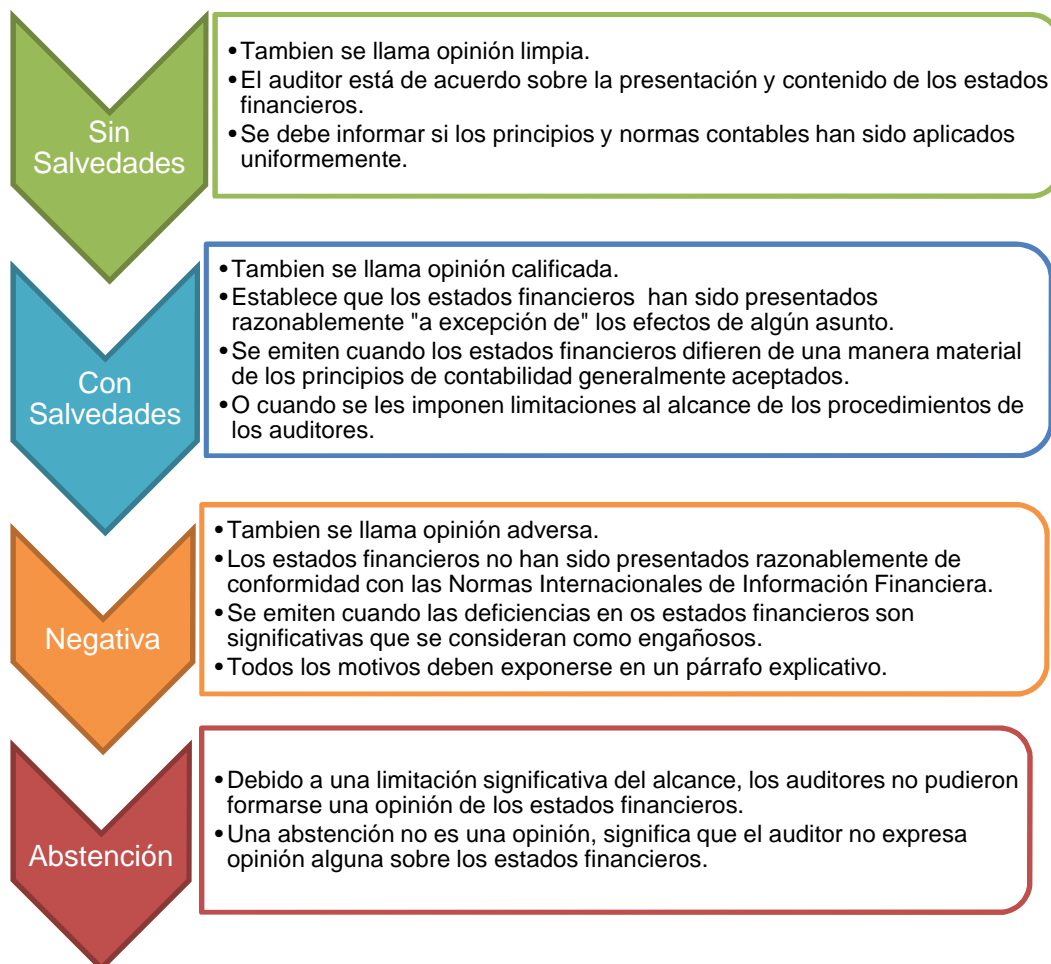 Sin
Salvedades
•Tambien se llama opinión limpia.
•El auditor está de acuerdo sobre la presentación y contenido de los estados
financieros.
•Se debe informar si los principios y normas contables han sido aplicados
uniformemente.
Con
Salvedades
•Tambien se llama opinión calificada.
•Establece que los estados financieros  han sido presentados
razonablemente "a excepción de" los efectos de algún asunto.
•Se emiten cuando los estados financieros difieren de una manera material
de los principios de contabilidad generalmente aceptados.
•O cuando se les imponen limitaciones al alcance de los procedimientos de
los auditores.
Negativa
•Tambien se llama opinión adversa.
•Los estados financieros no han sido presentados razonablemente de
conformidad con las Normas Internacionales de Información Financiera.
•Se emiten cuando las deficiencias en os estados financieros son
significativas que se consideran como engañosos.
•Todos los motivos deben exponerse en un párrafo explicativo.
Abstención
•Debido a una limitación significativa del alcance, los auditores no pudieron
formarse una opinión de los estados financieros.
•Una abstención no es una opinión, significa que el auditor no expresa
opinión alguna sobre los estados financieros.